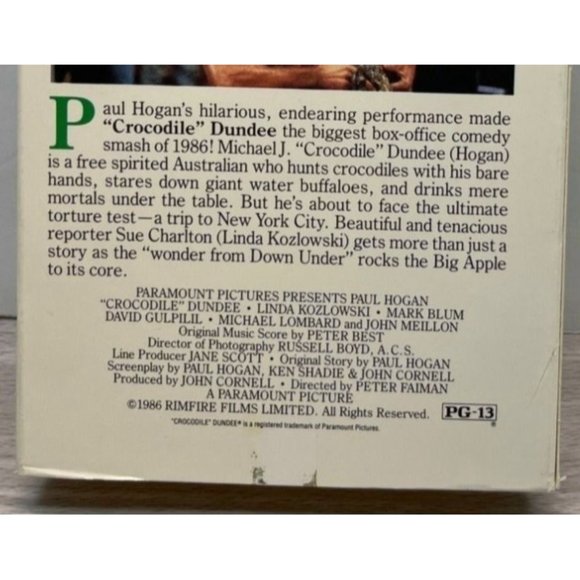 Paul Hogan's hilarious, endearing performance made
“Crocodile” Dundee the biggest box-office comedy
smash of 1986! Michael J. “Crocodile” Dundee (Hogan)
is a free spirited Australian who hunts crocodiles with his bare
hands, stares down giant water buffaloes, and drinks mere
mortals under the table. But he's about to face the ultimate
torture test—a trip to New York City. Beautiful and tenacious
reporter Sue Charlton (Linda Kozlowski) gets more than just a
story as the “wonder from Down Under” rocks the Big Apple
to its core.
PARAMOUNT PICTURES PRESENTS PAUL HOGAN
“CROCODILE” DUNDEE • LINDA KOZLOWSKI • MARK BLUM
DAVID GULPILIL • MICHAEL LOMBARD and JOHN MEILLON
Original Music Score by PETER BEST
Director of Photography RUSSELL BOYD, A.C.S.
Line Producer JANE SCOTT • Original Story by PAUL HOGAN
Screenplay by PAUL HOGAN, KEN SHADIE & JOHN CORNELL
Produced by JOHN CORNELL • Directed by PETER FAIMAN
A PARAMOUNT PICTURE
©1986 RIMFIRE FILMS LIMITED. All Rights Reserved. PG-13 ®
“CROCODILE” DUNDEE® is a registered trademark of Paramount Pictures.